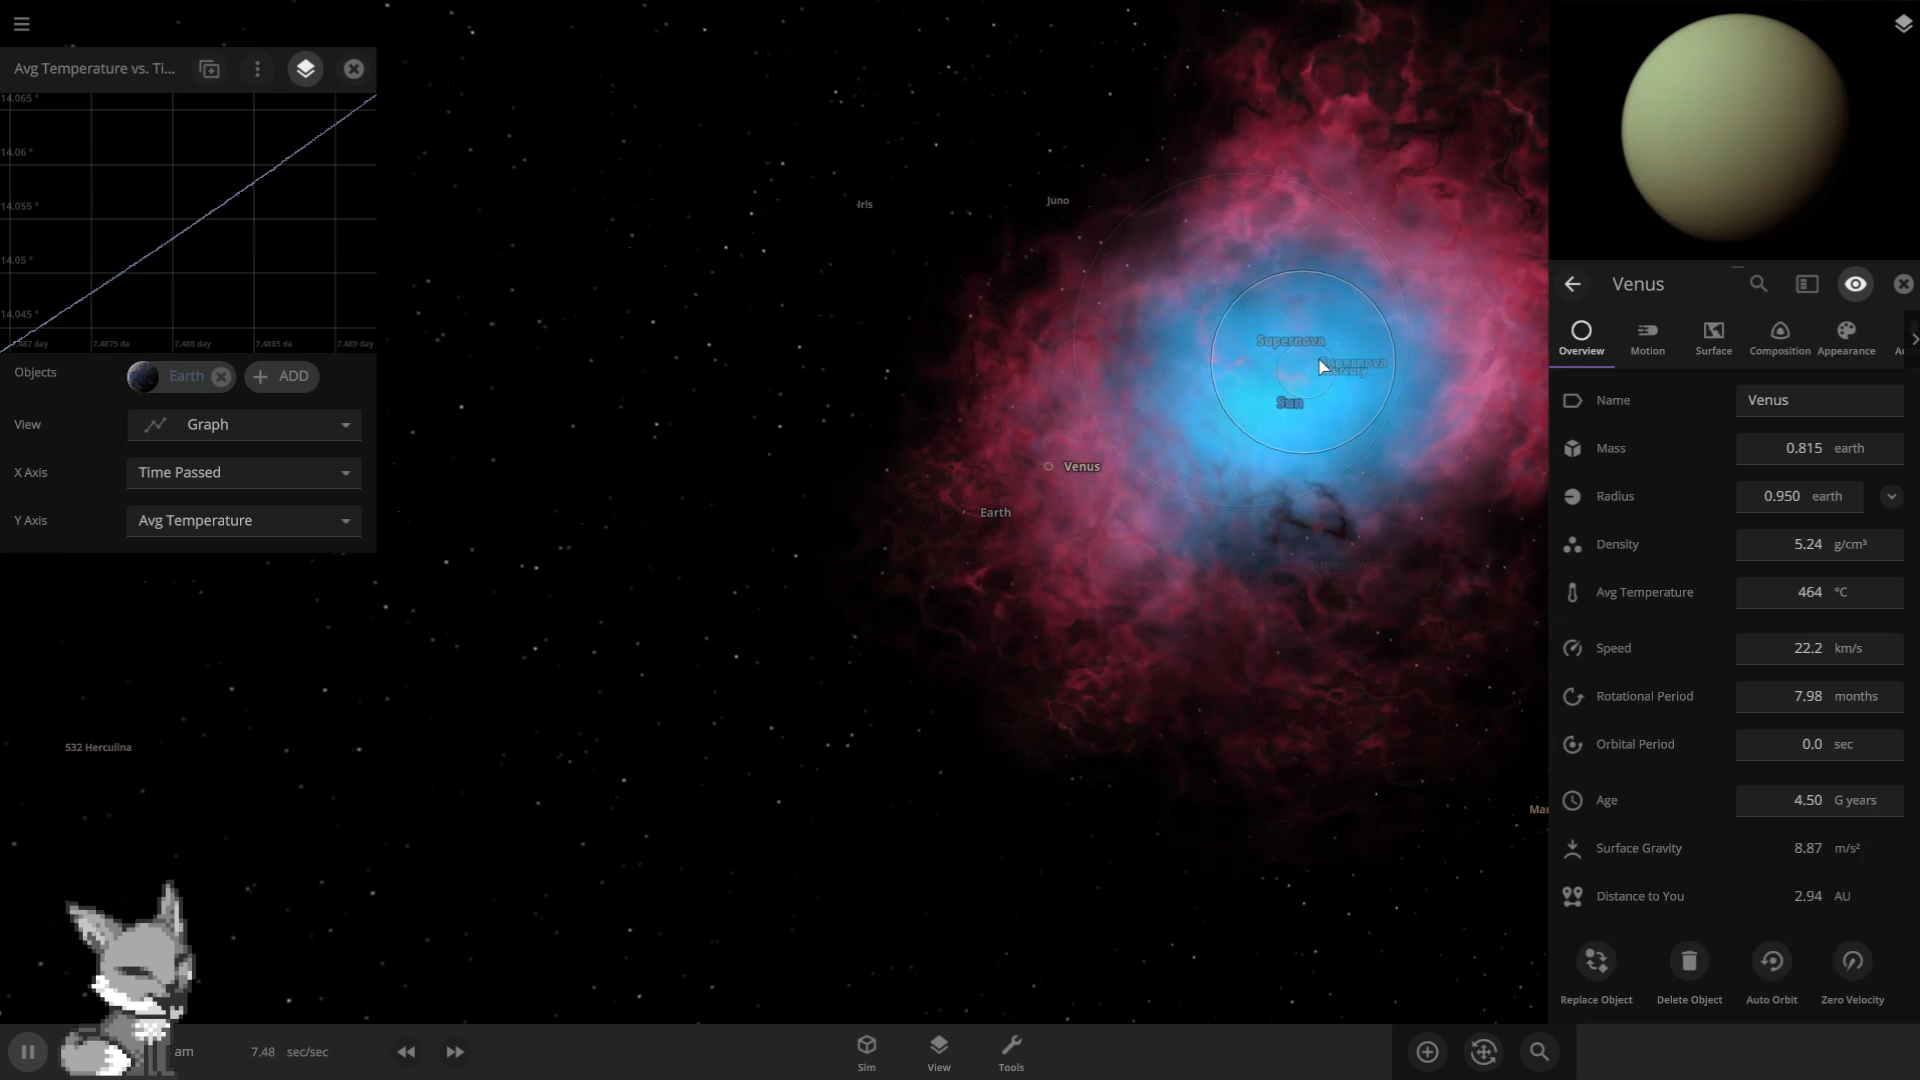 Avg Temperature vs. Ti...
14.065 °
14.06 °
14.055 °
14.05 °
14.045 °
7.4875 da
7.488 day
7.4885 da
7.489 day
Objects
Earth
ADD
View
Graph
X Axis
Time Passed
Y Axis
Avg Temperature
Iris
Juno
Supernova
Supernova
Mercury
Sun
Venus
Earth
Supernova
532 Herculina
Mar
Venus
Overview
Motion
Surface
Composition
Appearance
Name
Venus
Mass
0.815 earth
Radius
0.950 earth
Density
5.24 g/cm³
Avg Temperature
464 °C
Speed
22.2 km/s
Rotational Period
7.98 months
Orbital Period
0.0 sec
Age
4.50 G years
Surface Gravity
8.87 m/s²
Distance to You
2.94 AU
Replace Object
Delete Object
Auto Orbit
Zero Velocity
am
7.48 sec/sec
Sim
View
Tools